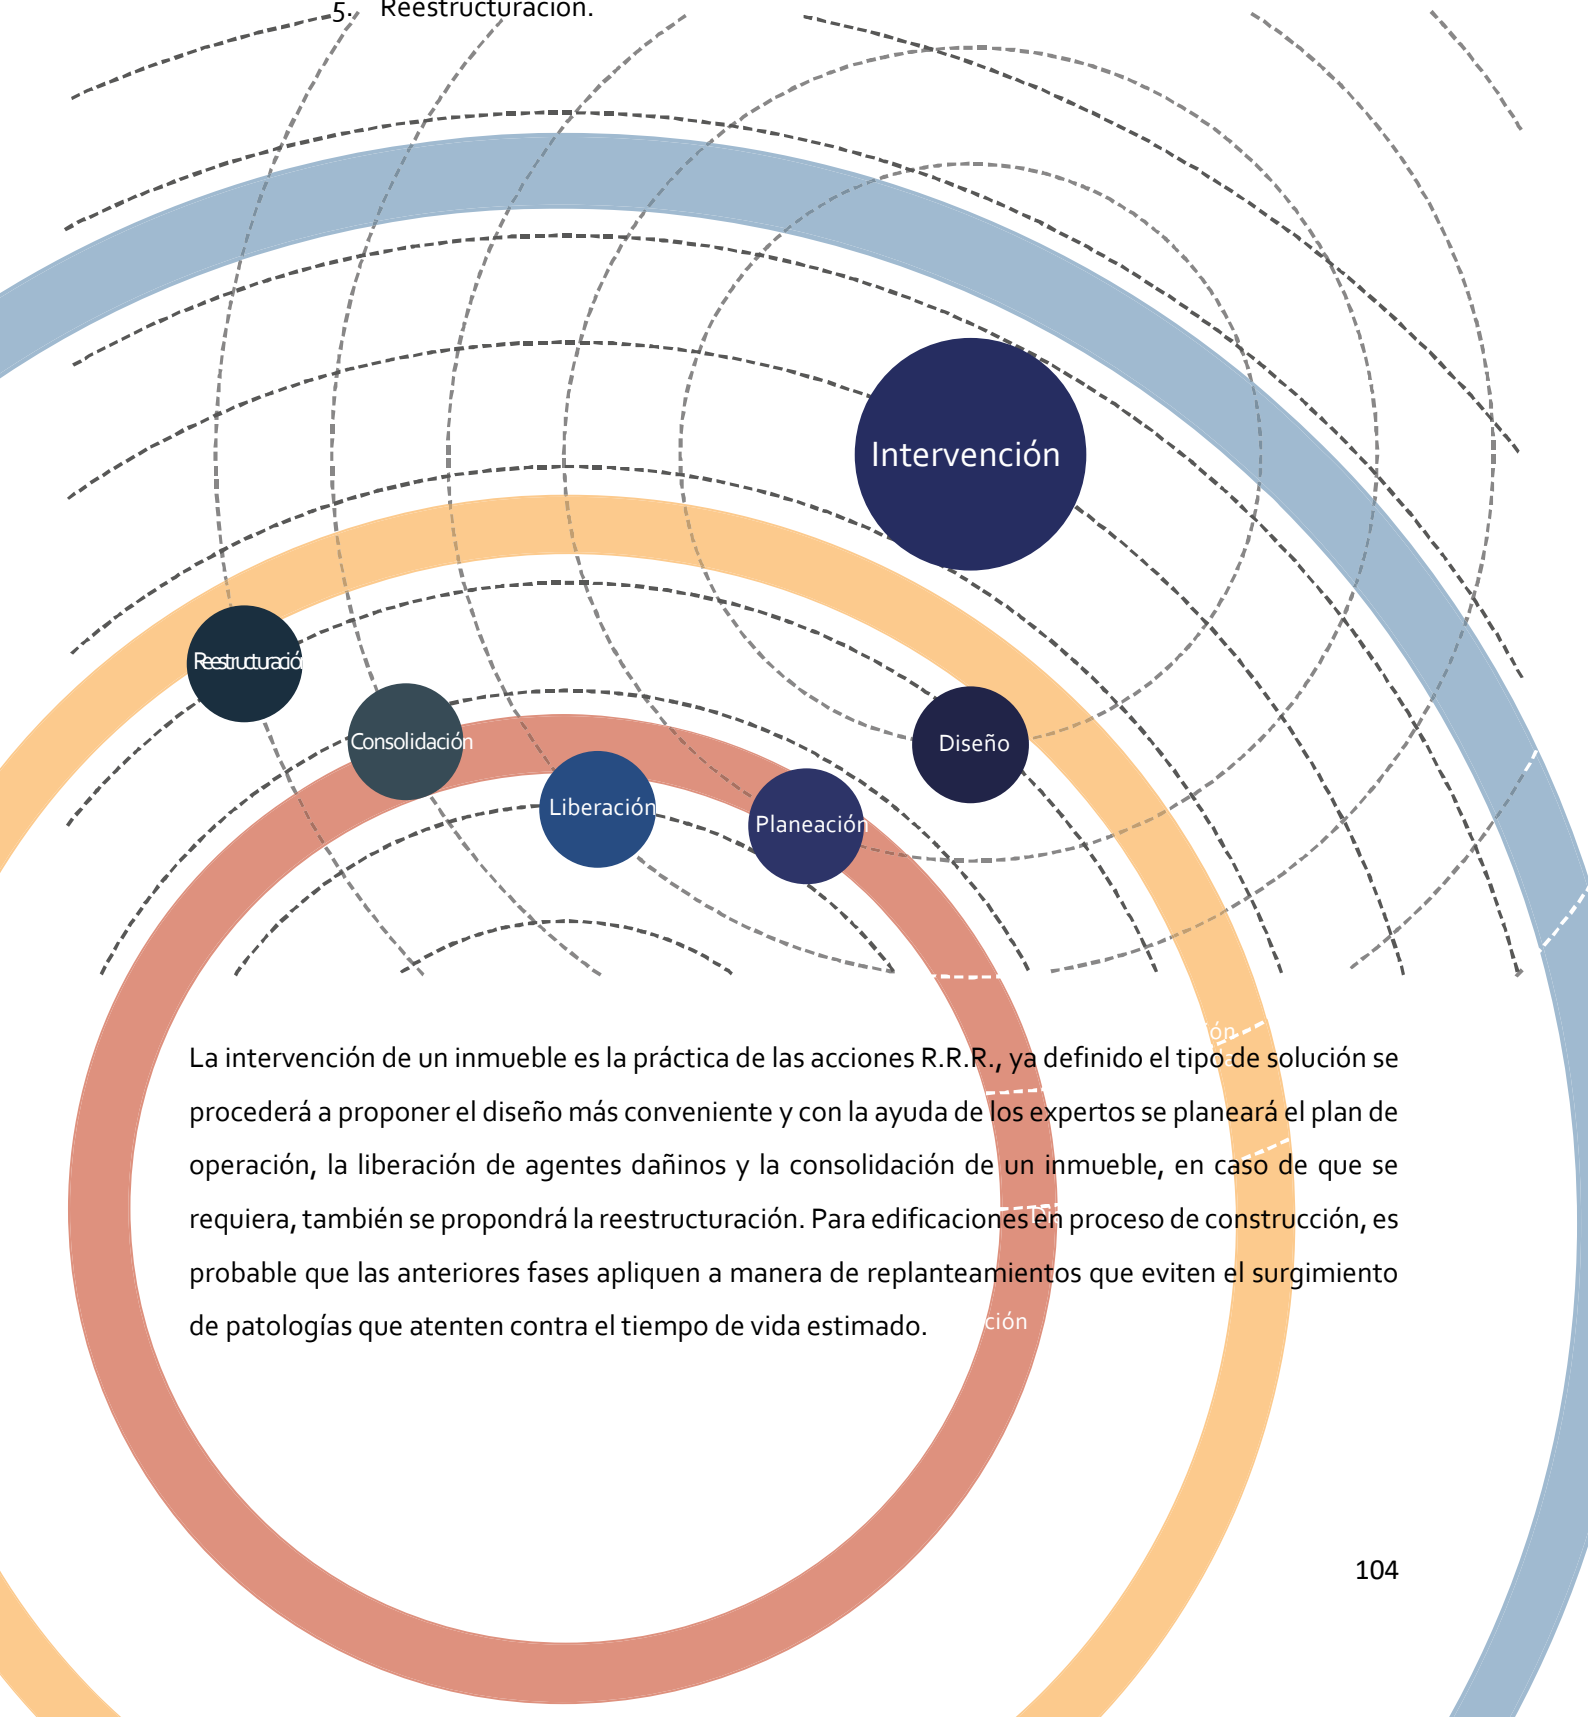 5. Reestructuración.
Intervención
Reestructuració
Consolidación
Diseño
Liberación
Planeación
ón
La intervención de un inmueble es la práctica de las acciones R.R.R., ya definido el tipo de solución se
procederá a proponer el diseño más conveniente y con la ayuda de los expertos se planeará el plan de
operación, la liberación de agentes dañinos y la consolidación de un inmueble, en caso de que se
requiera, también se propondrá la reestructuración. Para edificaciones en proceso de construcción, es
probable que las anteriores fases apliquen a manera de replanteamientos que eviten el surgimiento
de patologías que atenten contra el tiempo de vida estimado.
ción
104